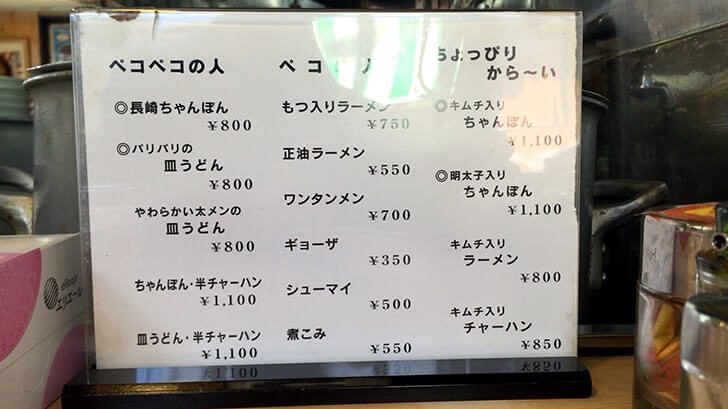 ペコペコの人
◎長崎ちゃんぽん
¥800
◎パリパリの
皿うどん
¥800
やわらかい太メンの
皿うどん
¥800
ちゃんぽん・半チャーハン
¥1,100
皿うどん・半チャーハン
¥1,100
ペコ 人
もつ入りラーメン
¥750
正油ラーメン
¥550
ワンタンメン
¥700
ギョーザ
¥350
シューマイ
¥500
煮こみ
¥550
ちょっぴり
から〜い
◎キムチ入り
ちゃんぽん
¥1,100
◎明太子入り
ちゃんぽん
¥1,100
キムチ入り
ラーメン
¥800
キムチ入り
チャーハン
¥850
elleair
エリエール